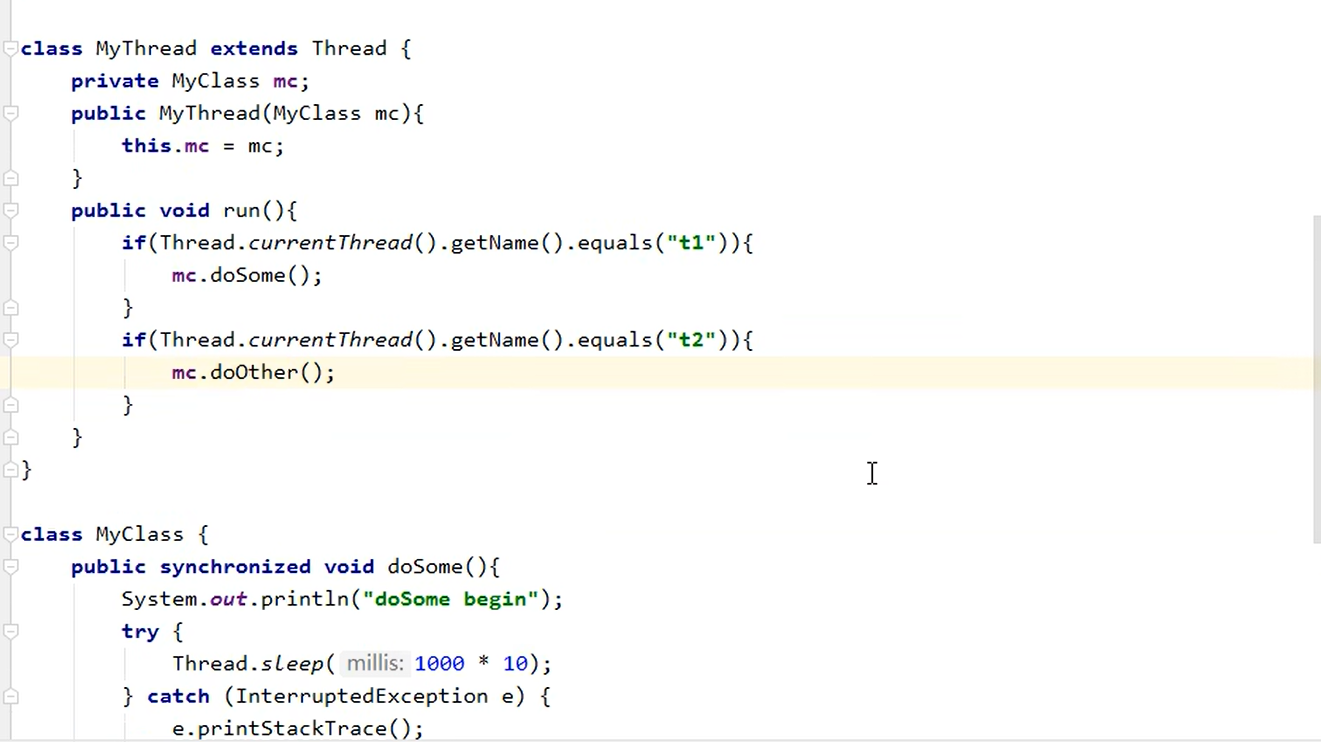 class MyThread extends Thread {
    private MyClass mc;
    public MyThread(MyClass mc){
        this.mc = mc;
    }
    public void run(){
        if(Thread.currentThread().getName().equals("t1")){
            mc.doSome();
        }
        if(Thread.currentThread().getName().equals("t2")){
            mc.doOther();
        }
    }
}
class MyClass {
    public synchronized void doSome(){
        System.out.println("doSome begin");
        try {
            Thread.sleep( millis: 1000 * 10);
        } catch (InterruptedException e) {
            e.printStackTrace();